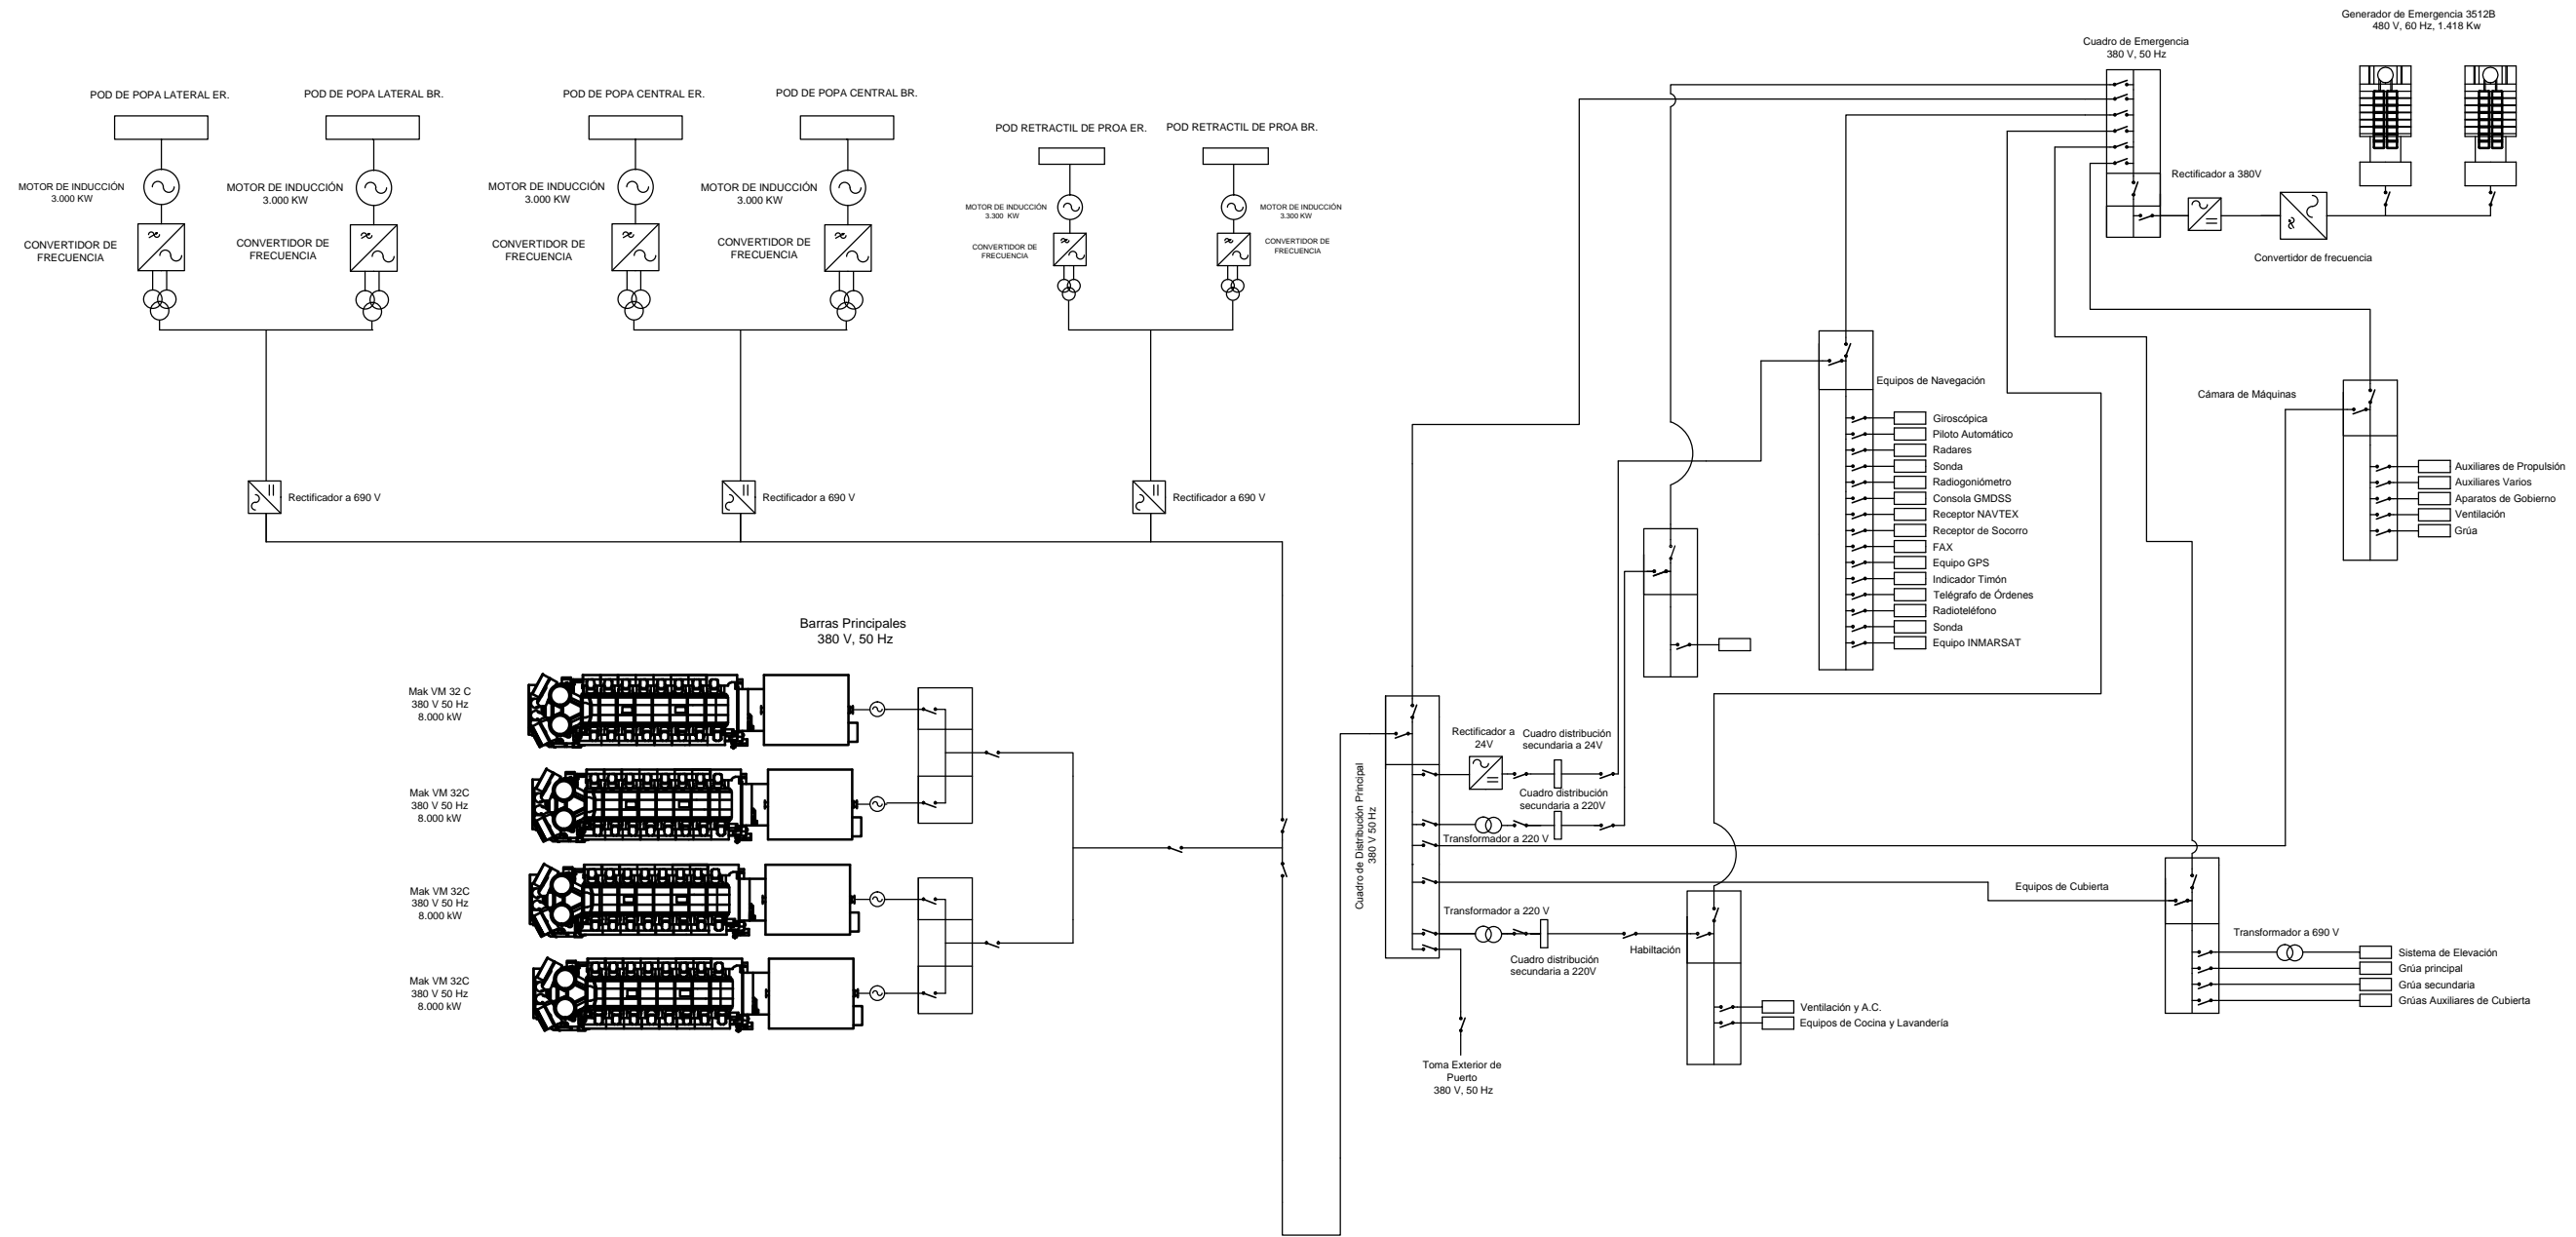 Generador de Emergencia 3512B
480 V, 60 Hz, 1.418 Kw
Cuadro de Emergencia
380 V, 50 Hz
POD DE POPA LATERAL ER.
POD DE POPA LATERAL BR.
POD DE POPA CENTRAL ER.
POD DE POPA CENTRAL BR.
POD RETRACTIL DE PROA ER.
POD RETRACTIL DE PROA BR.
MOTOR DE INDUCCIÓN
3.000 KW
MOTOR DE INDUCCIÓN
3.000 KW
MOTOR DE INDUCCIÓN
3.000 KW
MOTOR DE INDUCCIÓN
3.000 KW
MOTOR DE INDUCCIÓN
3.300 KW
MOTOR DE INDUCCIÓN
3.300 KW
CONVERTIDOR DE
FRECUENCIA
CONVERTIDOR DE
FRECUENCIA
CONVERTIDOR DE
FRECUENCIA
CONVERTIDOR DE
FRECUENCIA
CONVERTIDOR DE
FRECUENCIA
CONVERTIDOR DE
FRECUENCIA
Rectificador a 380V
Convertidor de frecuencia
Rectificador a 690 V
Rectificador a 690 V
Rectificador a 690 V
Equipos de Navegación
Giroscópica
Piloto Automático
Radares
Sonda
Radiogoniómetro
Consola GMDSS
Receptor NAVTEX
Receptor de Socorro
FAX
Equipo GPS
Indicador Timón
Telégrafo de Órdenes
Radioteléfono
Sonda
Equipo INMARSAT
Cámara de Máquinas
Auxiliares de Propulsión
Auxiliares Varios
Aparatos de Gobierno
Ventilación
Grúa
Barras Principales
380 V, 50 Hz
Mak VM 32 C
380 V 50 Hz
8.000 kW
Mak VM 32C
380 V 50 Hz
8.000 kW
Mak VM 32C
380 V 50 Hz
8.000 kW
Mak VM 32C
380 V 50 Hz
8.000 kW
Cuadro de Distribución Principal
380 V 50 Hz
Rectificador a
24V
Cuadro distribución
secundaria a 24V
Cuadro distribución
secundaria a 220V
Transformador a 220 V
Transformador a 220 V
Cuadro distribución
secundaria a 220V
Habiltación
Ventilación y A.C.
Equipos de Cocina y Lavandería
Toma Exterior de
Puerto
380 V, 50 Hz
Equipos de Cubierta
Transformador a 690 V
Sistema de Elevación
Grúa principal
Grúa secundaria
Grúas Auxiliares de Cubierta